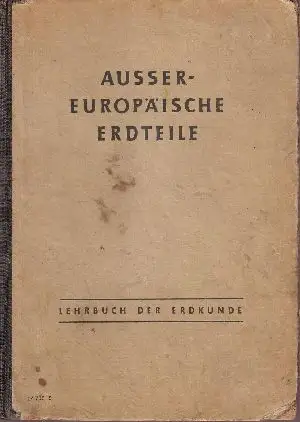 AUSSER-
EUROPÄISCHE
ERDTEILE
LEHRBUCH DER ERDKUNDE